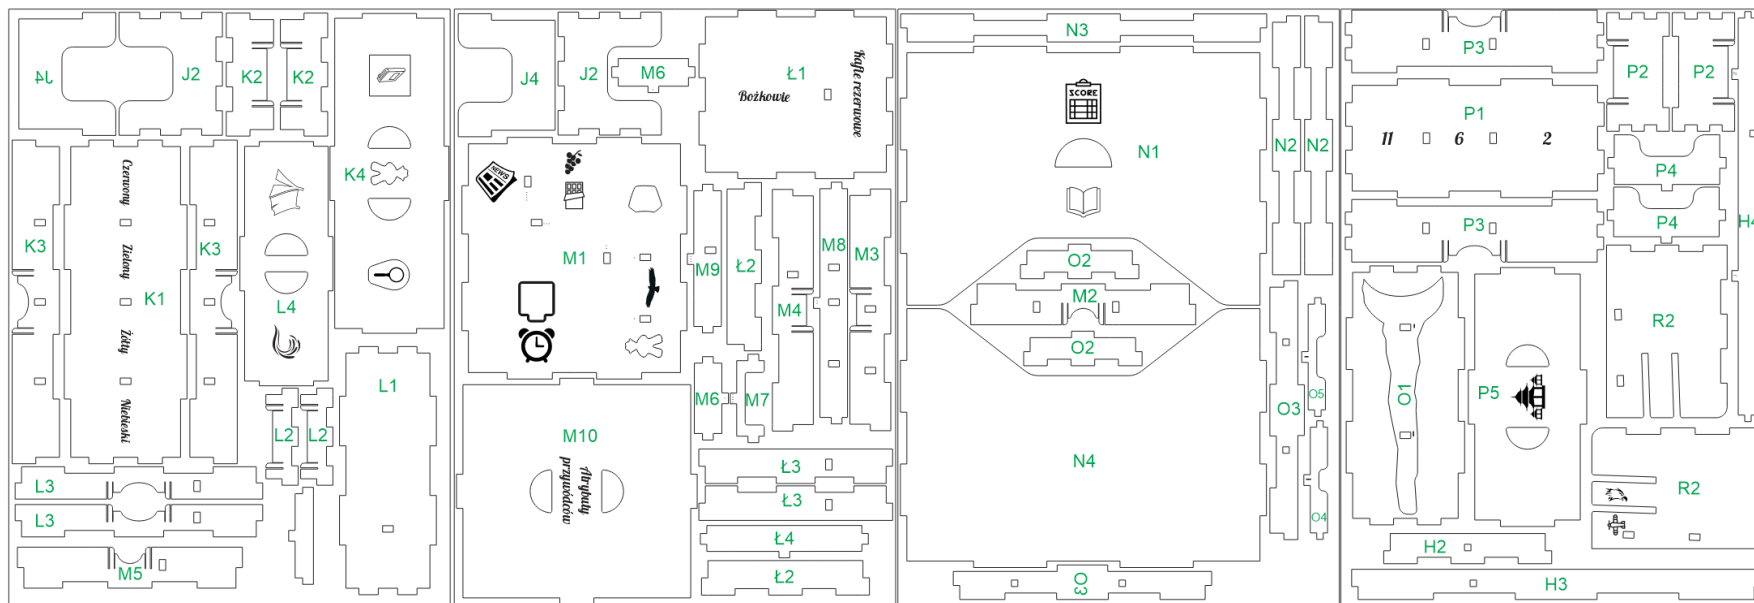 J4
J2
K2
K2
K4
K3
Czerwony
Zielony
Żółty
Niebieski
K1
K3
L4
L1
L2
L2
L3
L3
M5
J4
J2
M6
Ł1
Bożkowie
Kafle rezerwowe
NEWS
M1
M9
Ł2
M4
M8
M3
M6
M7
M10
Atrybuty
przywódców
Ł3
Ł3
Ł4
Ł2
N3
SCORE
N1
N2
N2
O2
M2
O2
N4
O3
O5
O4
O3
P3
P2
P2
P1
11
6
2
P4
P4
P3
H4
R2
O1
P5
R2
H2
H3